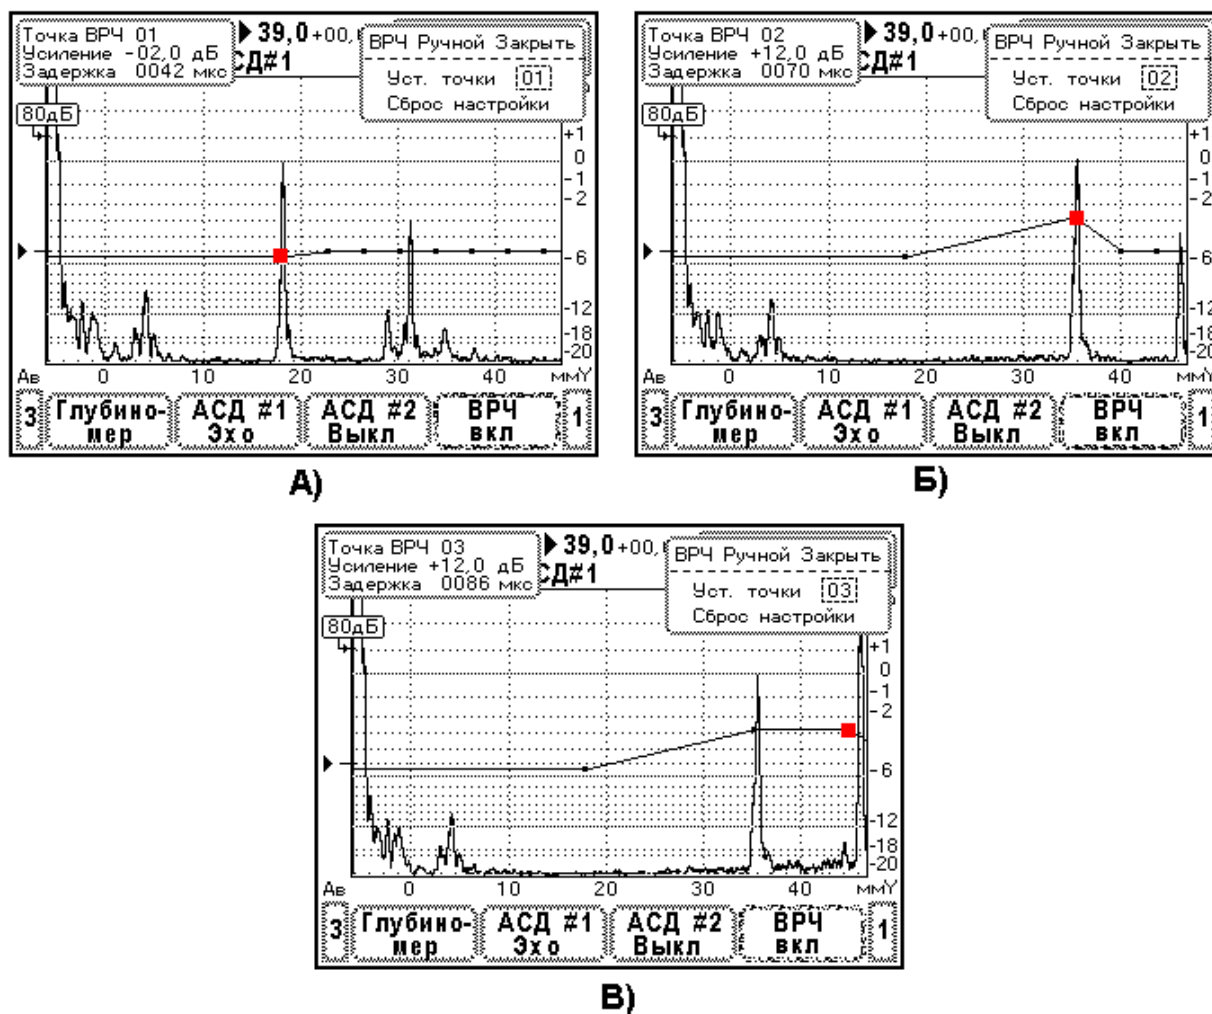 Точка ВРЧ 01
Усиление -02,0 дБ
Задержка 0042 мкс
39,0+00,
СД#1
ВРЧ Ручной Закрыть
Уст. точки 01
Сброс настройки
80дБ
+1
0
-1
-2
-6
-12
-18
-20
Ав 0 10 20 30 40 ммY
3 Глубино-мер АСД #1 Эхо АСД #2 Выкл ВРЧ вкл 1
А)
Точка ВРЧ 02
Усиление +12,0 дБ
Задержка 0070 мкс
39,0+00,
СД#1
ВРЧ Ручной Закрыть
Уст. точки 02
Сброс настройки
80дБ
+1
0
-1
-2
-6
-12
-18
-20
Ав 0 10 20 30 40 ммY
3 Глубино-мер АСД #1 Эхо АСД #2 Выкл ВРЧ вкл 1
Б)
Точка ВРЧ 03
Усиление +12,0 дБ
Задержка 0086 мкс
39,0+00,
СД#1
ВРЧ Ручной Закрыть
Уст. точки 03
Сброс настройки
80дБ
+1
0
-1
-2
-6
-12
-18
-20
Ав 0 10 20 30 40 ммY
3 Глубино-мер АСД #1 Эхо АСД #2 Выкл ВРЧ вкл 1
В)